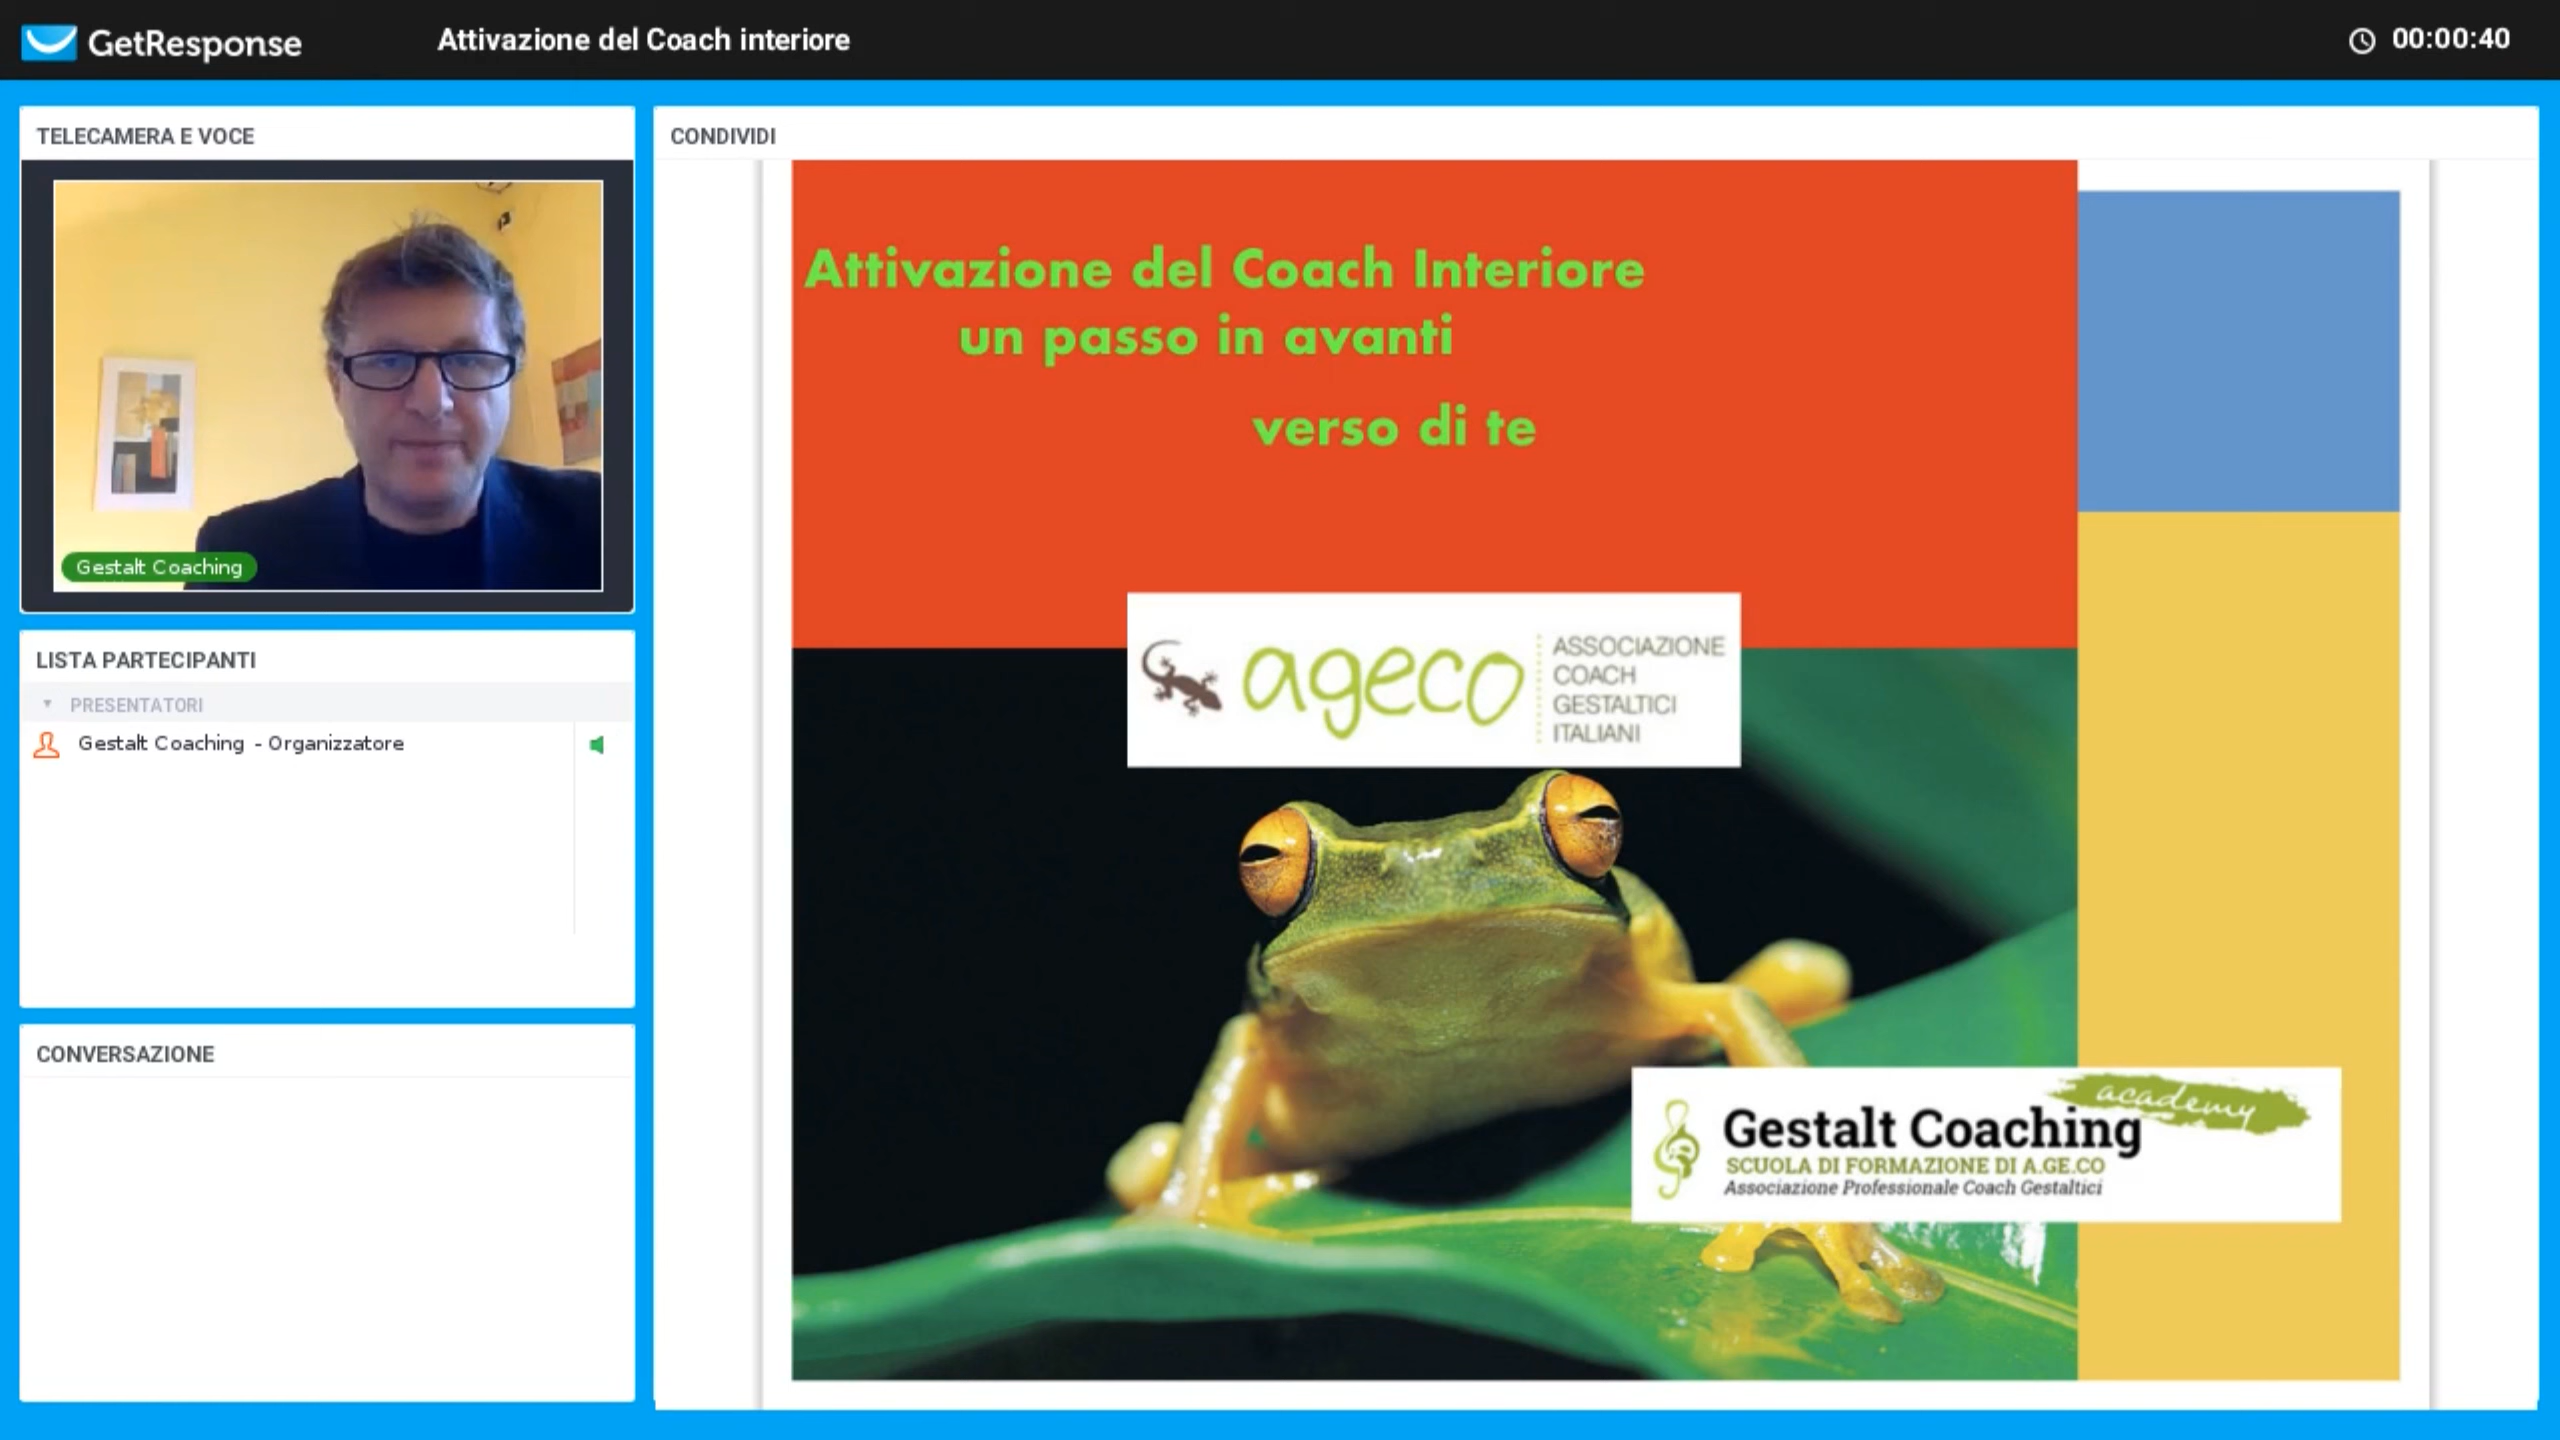 GetResponse
Attivazione del Coach interiore
00:00:40
TELECAMERA E VOCE
Gestalt Coaching
LISTA PARTECIPANTI
PRESENTATORI
Gestalt Coaching - Organizzatore
CONVERSAZIONE
CONDIVIDI
Attivazione del Coach Interiore
un passo in avanti
verso di te
ageco
ASSOCIAZIONE
COACH
GESTALTICI
ITALIANI
academy
Gestalt Coaching
SCUOLA DI FORMAZIONE DI A.GE.CO
Associazione Professionale Coach Gestaltici